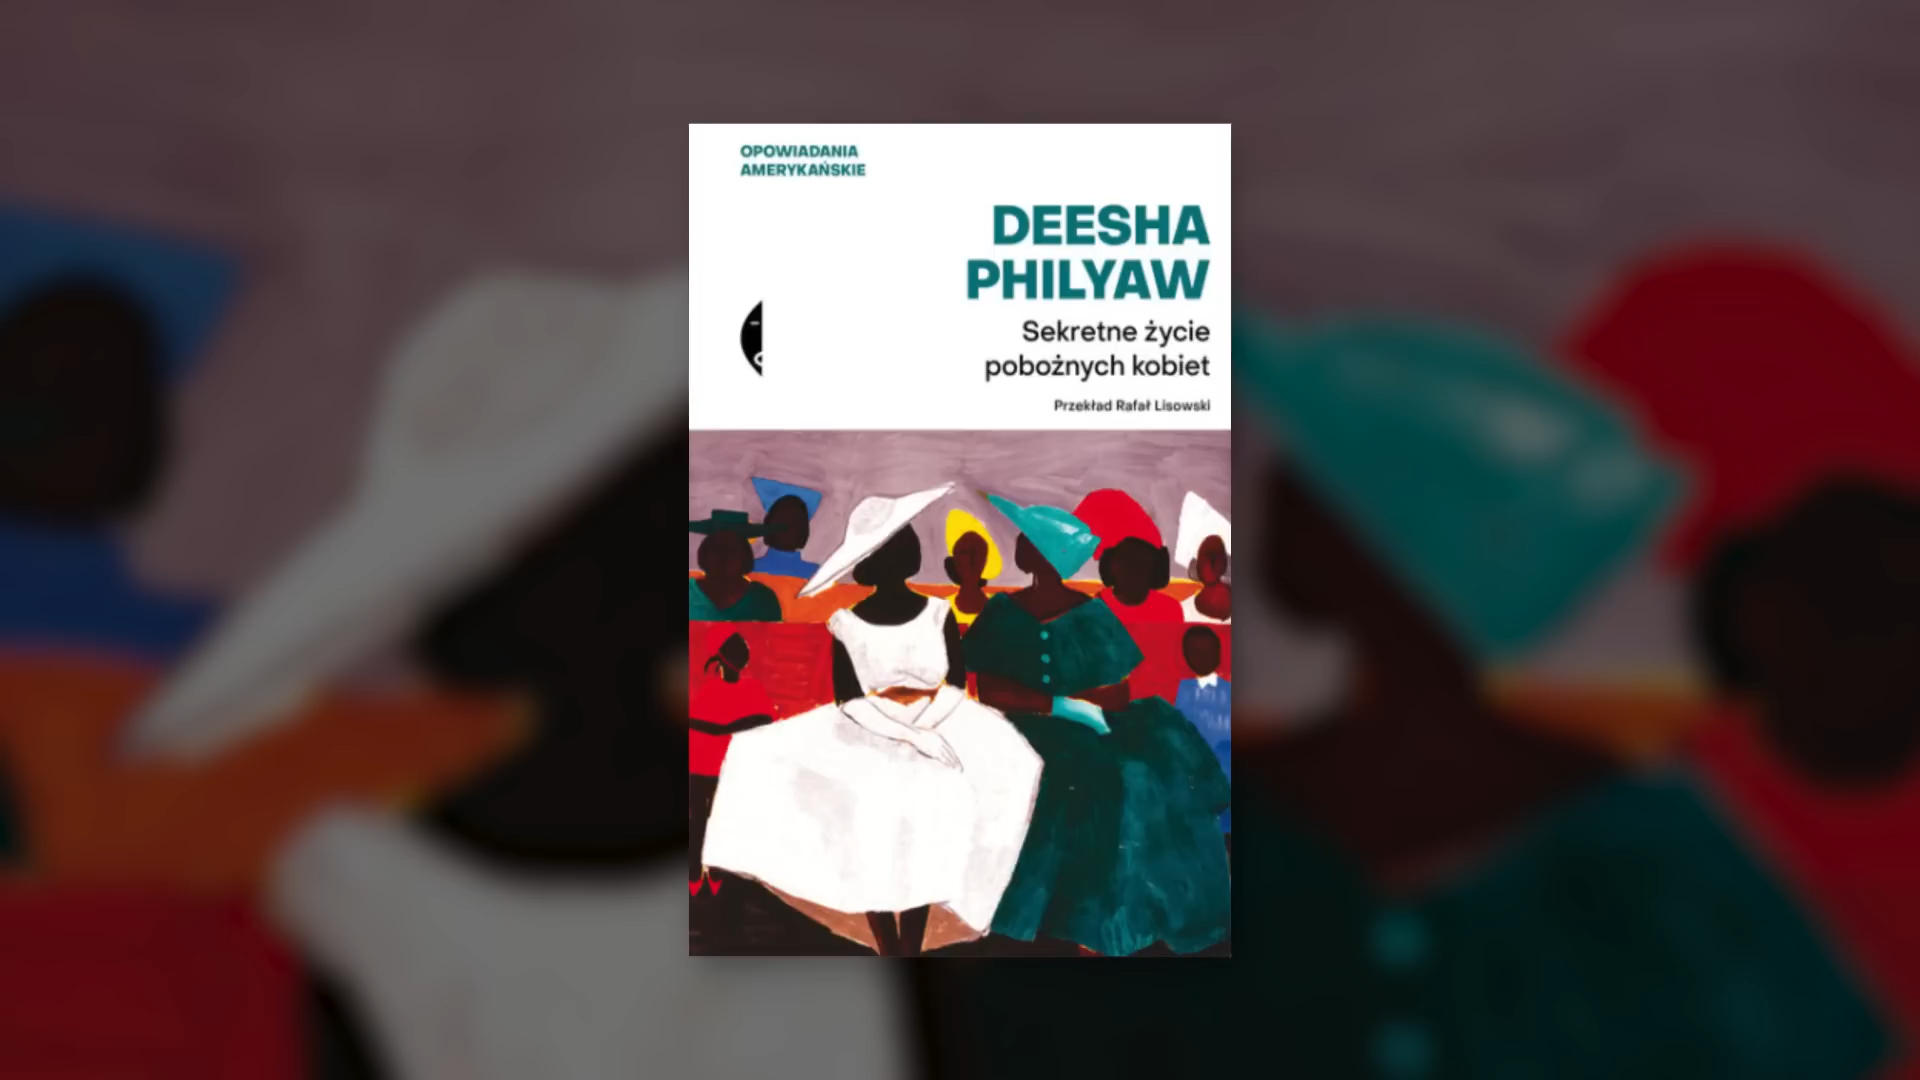 OPOWIADANIA
AMERYKAŃSKIE
DEESHA
PHILYAW
Sekretne życie
pobożnych kobiet
Przekład Rafał Lisowski